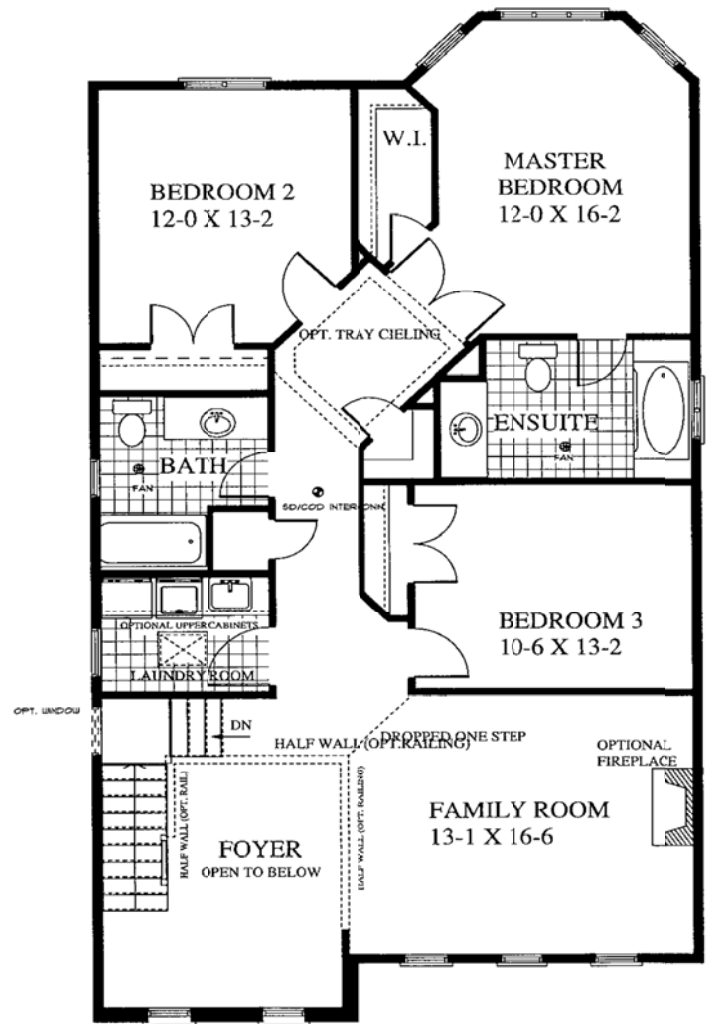 W.I.
MASTER
BEDROOM
12-0 X 16-2
BEDROOM 2
12-0 X 13-2
OPT. TRAY CIELING
ENSUITE
FAN
BATH
FAN
SD/COD INTERCONN.
BEDROOM 3
10-6 X 13-2
OPTIONAL UPPERCABINETS
LAUNDRY ROOM
OPT. WINDOW
DN
HALF WALL (OPT.RAILING)
DROPPED ONE STEP
OPTIONAL
FIREPLACE
HALF WALL (OPT. RAIL)
HALF WALL (OPT. RAILING)
FAMILY ROOM
13-1 X 16-6
FOYER
OPEN TO BELOW